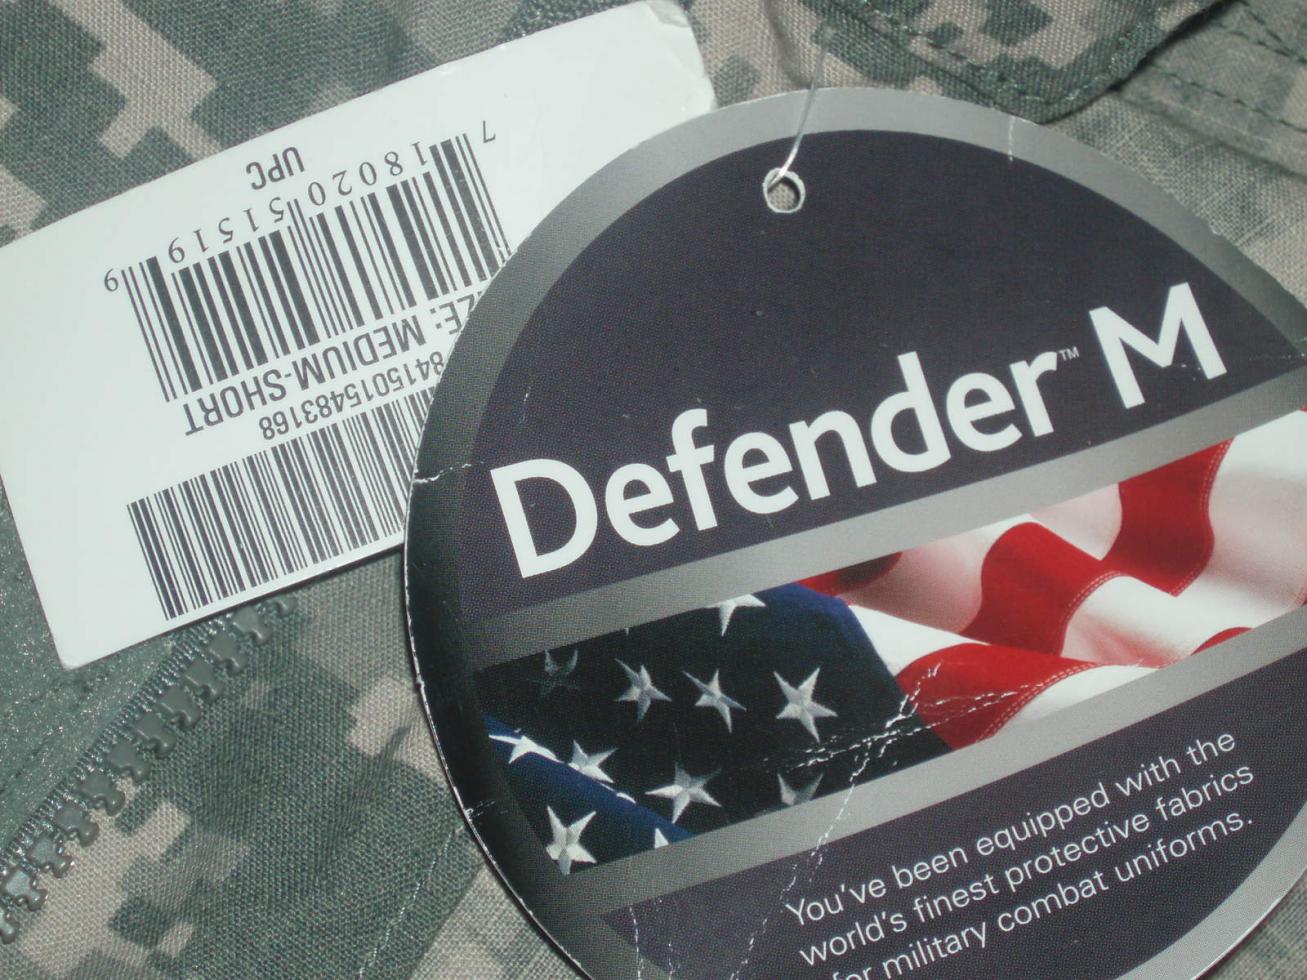 8415015483168
ZE: MEDIUM-SHORT
7 18020 51519 9
UPC
Defender™ M
You've been equipped with the
world's finest protective fabrics
for military combat uniforms.